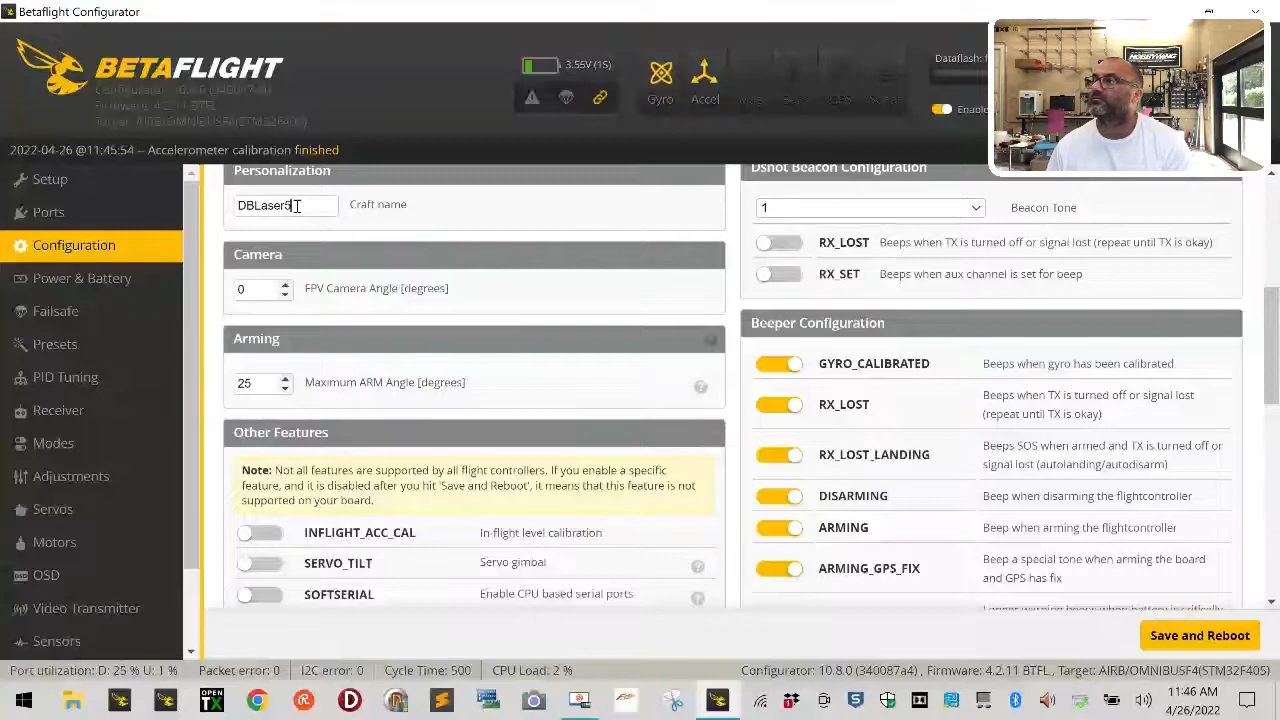 Betaflight Configurator
BETAFLIGHT
3.55V (1S)
Gyro
Accel
Dataflash: f
Enable
2022-04-26 @11:45:54 -- Accelerometer calibration finished
Setup
Ports
Configuration
Power & Battery
Failsafe
Presets
PID Tuning
Receiver
Modes
Adjustments
Servos
Motors
OSD
Video Transmitter
Sensors
Personalization
DBLaser5
Craft name
Camera
0
FPV Camera Angle [degrees]
Arming
25
Maximum ARM Angle [degrees]
Other Features
Note: Not all features are supported by all flight controllers. If you enable a specific
feature, and it is disabled after you hit 'Save and Reboot', it means that this feature is not
supported on your board.
INFLIGHT_ACC_CAL In-flight level calibration
SERVO_TILT Servo gimbal
SOFTSERIAL Enable CPU based serial ports
Dshot Beacon Configuration
1
Beacon Tone
RX_LOST Beeps when TX is turned off or signal lost (repeat until TX is okay)
RX_SET Beeps when aux channel is set for beep
Beeper Configuration
GYRO_CALIBRATED Beeps when gyro has been calibrated
RX_LOST Beeps when TX is turned off or signal lost
(repeat until TX is okay)
RX_LOST_LANDING Beeps SOS when armed and TX is turned off or
signal lost (autolanding/autodisarm)
DISARMING Beep when disarming the flightcontroller
ARMING Beep when arming the flightcontroller
ARMING_GPS_FIX Beep a special tone when arming the board
and GPS has fix
Longer warning beeps when battery is critically
Save and Reboot
Port utilization: D: 25 % U: 1 %
Packet error: 0
I2C error: 0
Cycle Time: 500
CPU Load: 2 %
Configurator: 10.8.0 (340087a4), Firmware: 4.2.11 BTFL, Target: AIRB/OMNIBUSF4(STM32F405)
OPEN
TX
11:46 AM
4/26/2022